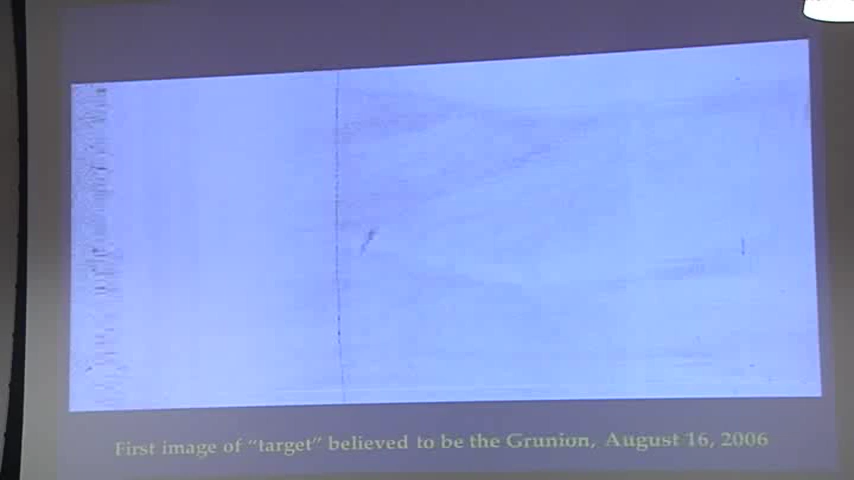 First image of "target" believed to be the Grunion, August 16, 2006